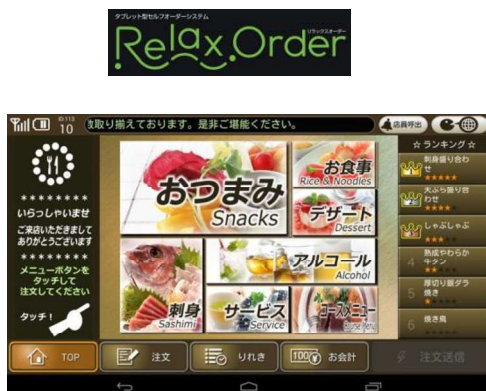 タブレット型セルフオーダーシステム
Relax.Order
リラックスオーダー
ID:113
10
取り揃えております。是非ご堪能ください。
店員呼出
いらっしゃいませ
ご来店いただきまして
ありがとうございます
メニューボタンを
タッチして
注文してください
タッチ!
おつまみ
Snacks
お食事
Rice & Noodles
デザート
Dessert
アルコール
Alcohol
刺身
Sashimi
サービス
Service
コースメニュー
☆ ランキング ☆
刺身盛り合わ
せ
天ぷら盛り合
わせ
しゃぶしゃぶ
4
熟成やわらか
牛タン
5
厚切り豚グラ
焼き
6
焼き鳥
TOP
注文
りれき
100
お会計
注文送信